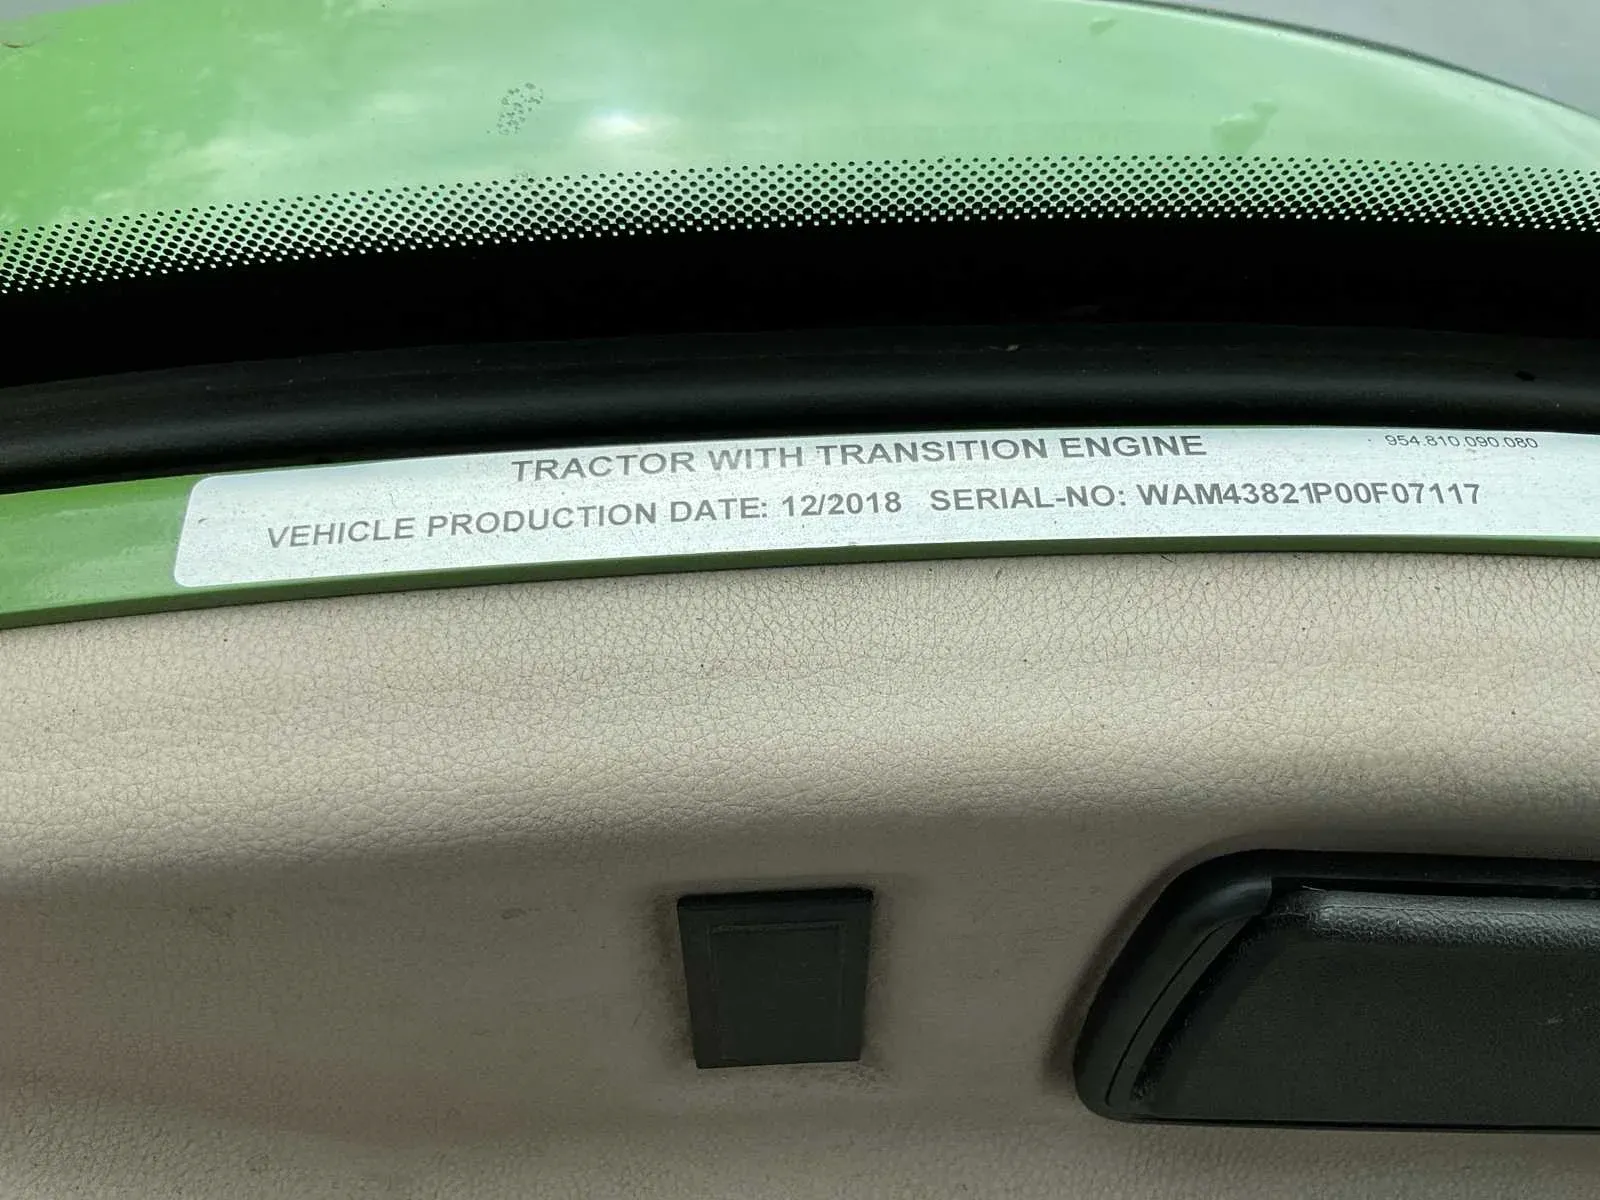 TRACTOR WITH TRANSITION ENGINE 954.810.090.080
VEHICLE PRODUCTION DATE: 12/2018 SERIAL-NO: WAM43821P00F07117